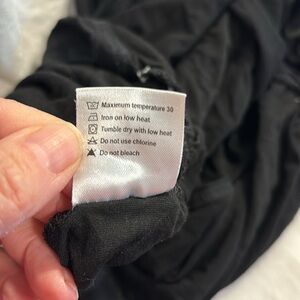 Maximum temperature 30
Iron on low heat
Tumble dry with low heat
Do not use chlorine
Do not bleach